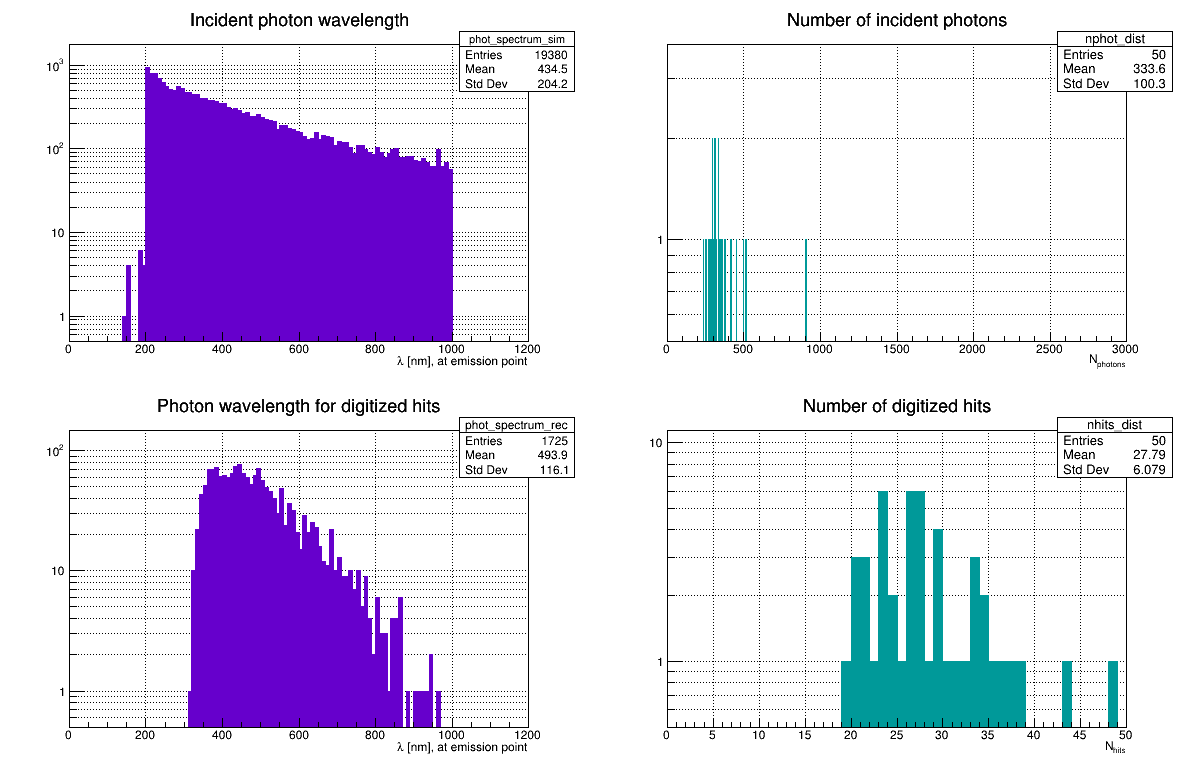 Incident photon wavelength
phot_spectrum_sim
Entries 19380
Mean 434.5
Std Dev 204.2
10³
10²
10
1
0 200 400 600 800 1000 1200
λ [nm], at emission point
Number of incident photons
nphot_dist
Entries 50
Mean 333.6
Std Dev 100.3
1
0 500 1000 1500 2000 2500 3000
Nphotons
Photon wavelength for digitized hits
phot_spectrum_rec
Entries 1725
Mean 493.9
Std Dev 116.1
10²
10
1
0 200 400 600 800 1000 1200
λ [nm], at emission point
Number of digitized hits
nhits_dist
Entries 50
Mean 27.79
Std Dev 6.079
10
1
0 5 10 15 20 25 30 35 40 45 50
Nhits